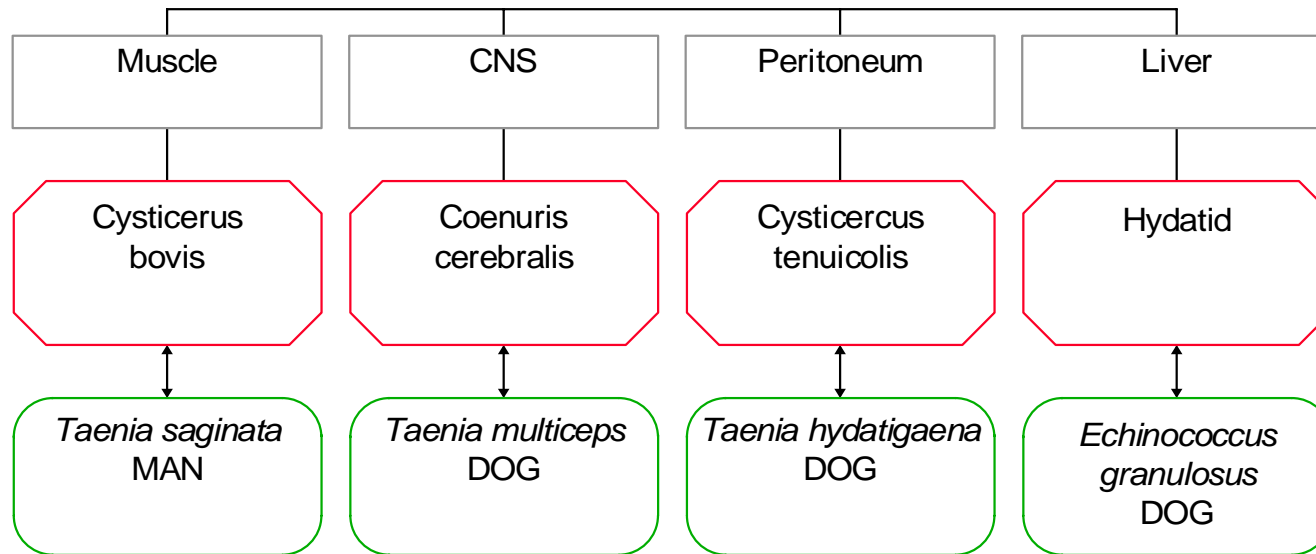 Muscle
CNS
Peritoneum
Liver
Cysticerus
bovis
Coenuris
cerebralis
Cysticercus
tenuicolis
Hydatid
Taenia saginata
MAN
Taenia multiceps
DOG
Taenia hydatigaena
DOG
Echinococcus
granulosus
DOG